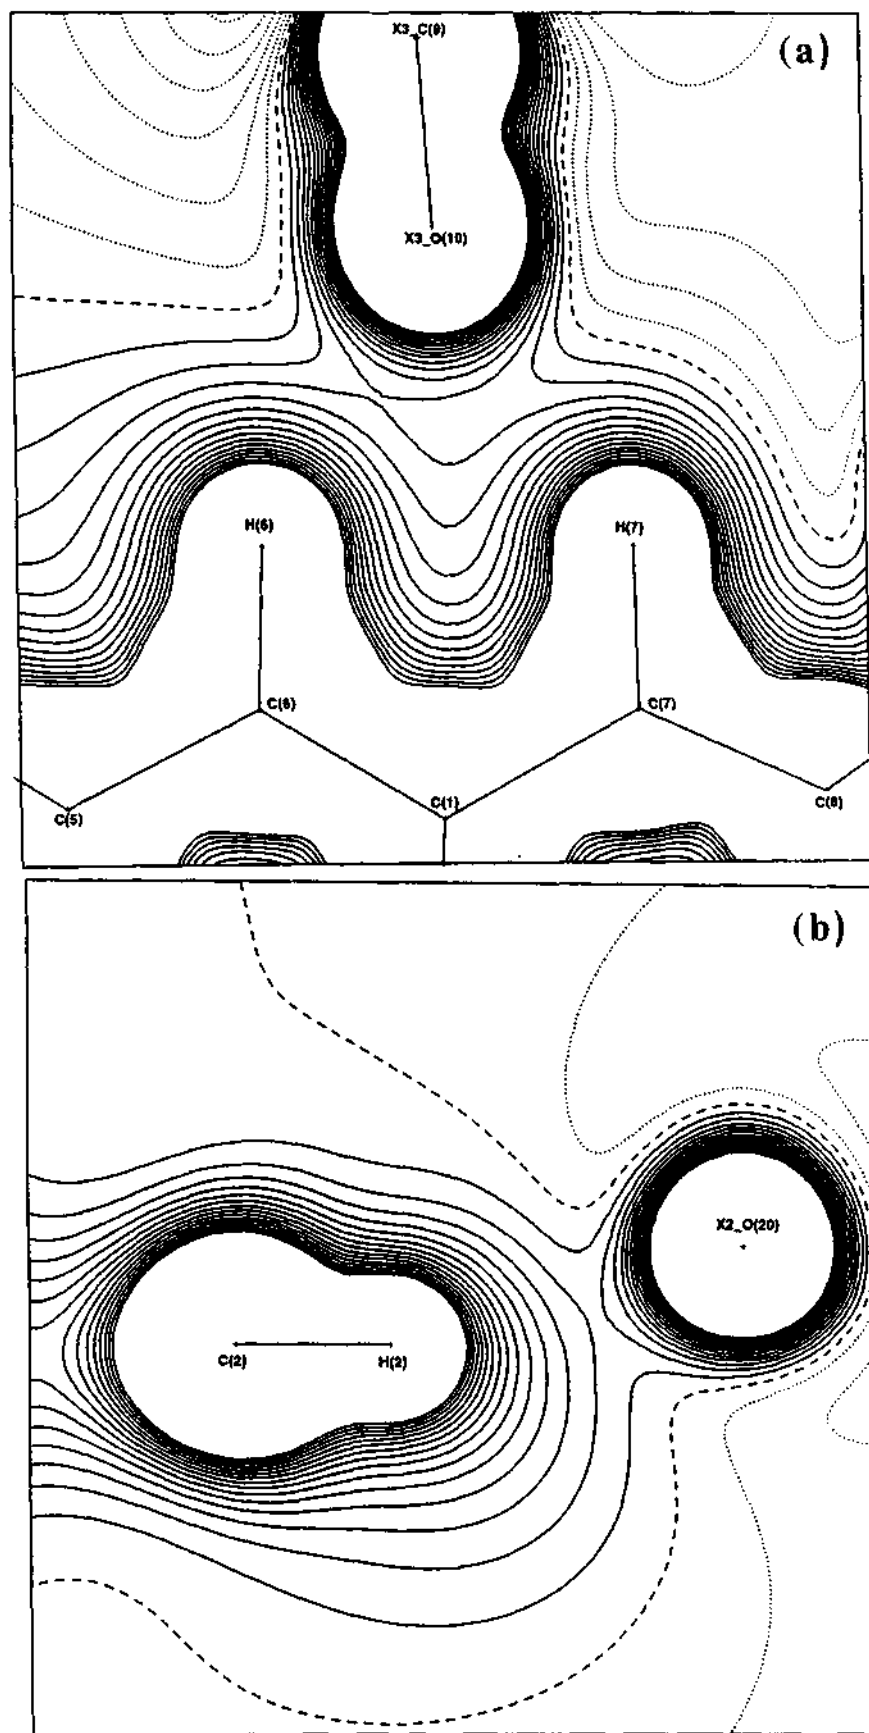 X3_C(9)
(a)
X3_O(10)
H(6)
H(7)
C(6)
C(7)
C(5)
C(1)
C(8)
(b)
X2_O(20)
C(2)
H(2)